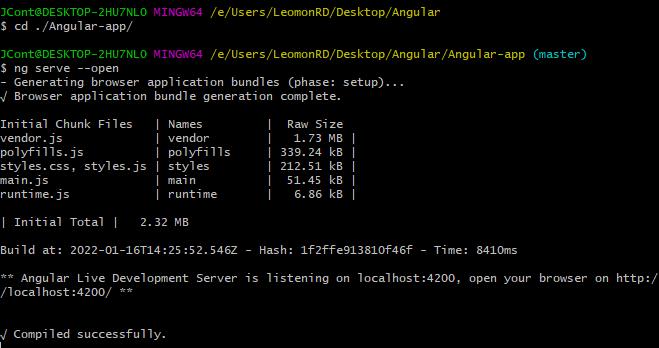 JCont@DESKTOP-2HU7NLO MINGW64 /e/Users/LeomonRD/Desktop/Angular
$ cd ./Angular-app/
JCont@DESKTOP-2HU7NLO MINGW64 /e/Users/LeomonRD/Desktop/Angular/Angular-app (master)
$ ng serve --open
- Generating browser application bundles (phase: setup)...
√ Browser application bundle generation complete.
Initial Chunk Files   | Names         |  Raw Size
vendor.js             | vendor        |   1.73 MB |
polyfills.js          | polyfills     | 339.24 kB |
styles.css, styles.js | styles        | 212.51 kB |
main.js               | main          |  51.45 kB |
runtime.js            | runtime       |   6.86 kB |
| Initial Total |   2.32 MB
Build at: 2022-01-16T14:25:52.546Z - Hash: 1f2ffe913810f46f - Time: 8410ms
** Angular Live Development Server is listening on localhost:4200, open your browser on http:/
/localhost:4200/ **
√ Compiled successfully.